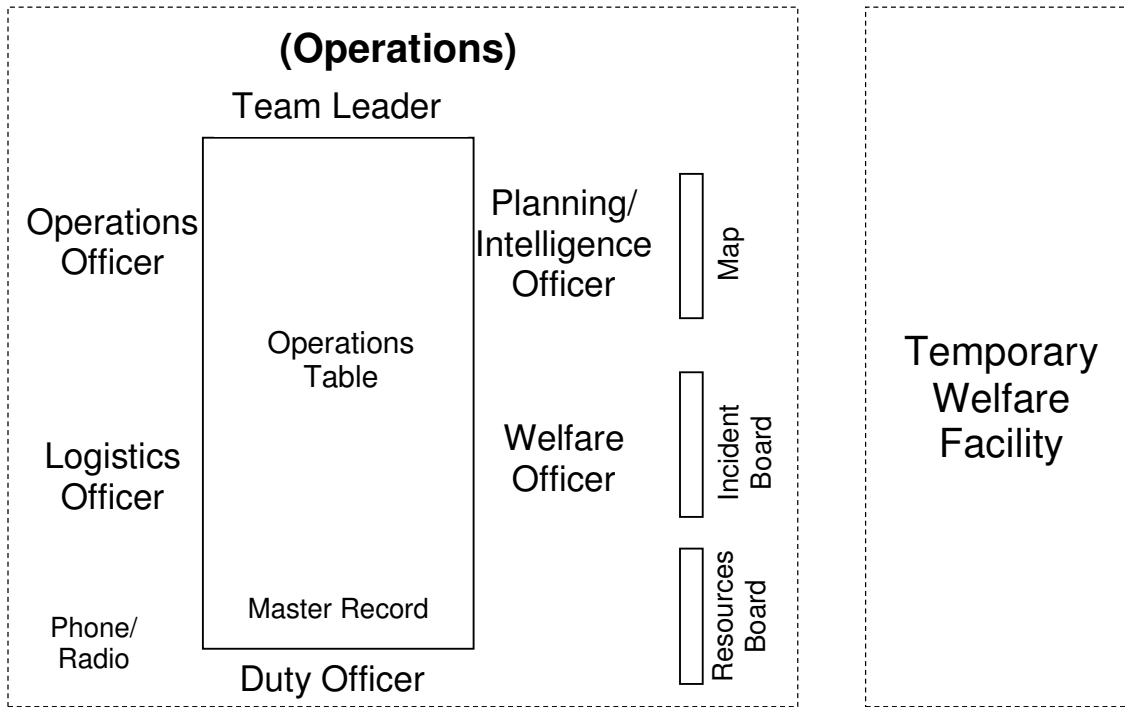 (Operations)
Team Leader
Operations
Officer
Planning/
Intelligence
Officer
Map
Operations
Table
Logistics
Officer
Welfare
Officer
Incident
Board
Master Record
Phone/
Radio
Resources
Board
Duty Officer
Temporary
Welfare
Facility